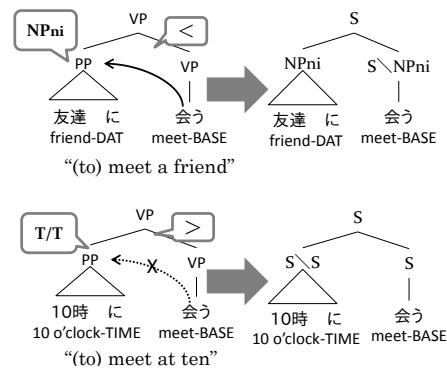 NPni
VP
<
S
PP
VP
NPni
S\NPni
友達 に
会う
友達 に
会う
friend-DAT
meet-BASE
friend-DAT
meet-BASE
“(to) meet a friend”
T/T
VP
>
S
PP
X
VP
S\S
S
10時 に
会う
10時 に
会う
10 o’clock-TIME
meet-BASE
10 o’clock-TIME
meet-BASE
“(to) meet at ten”